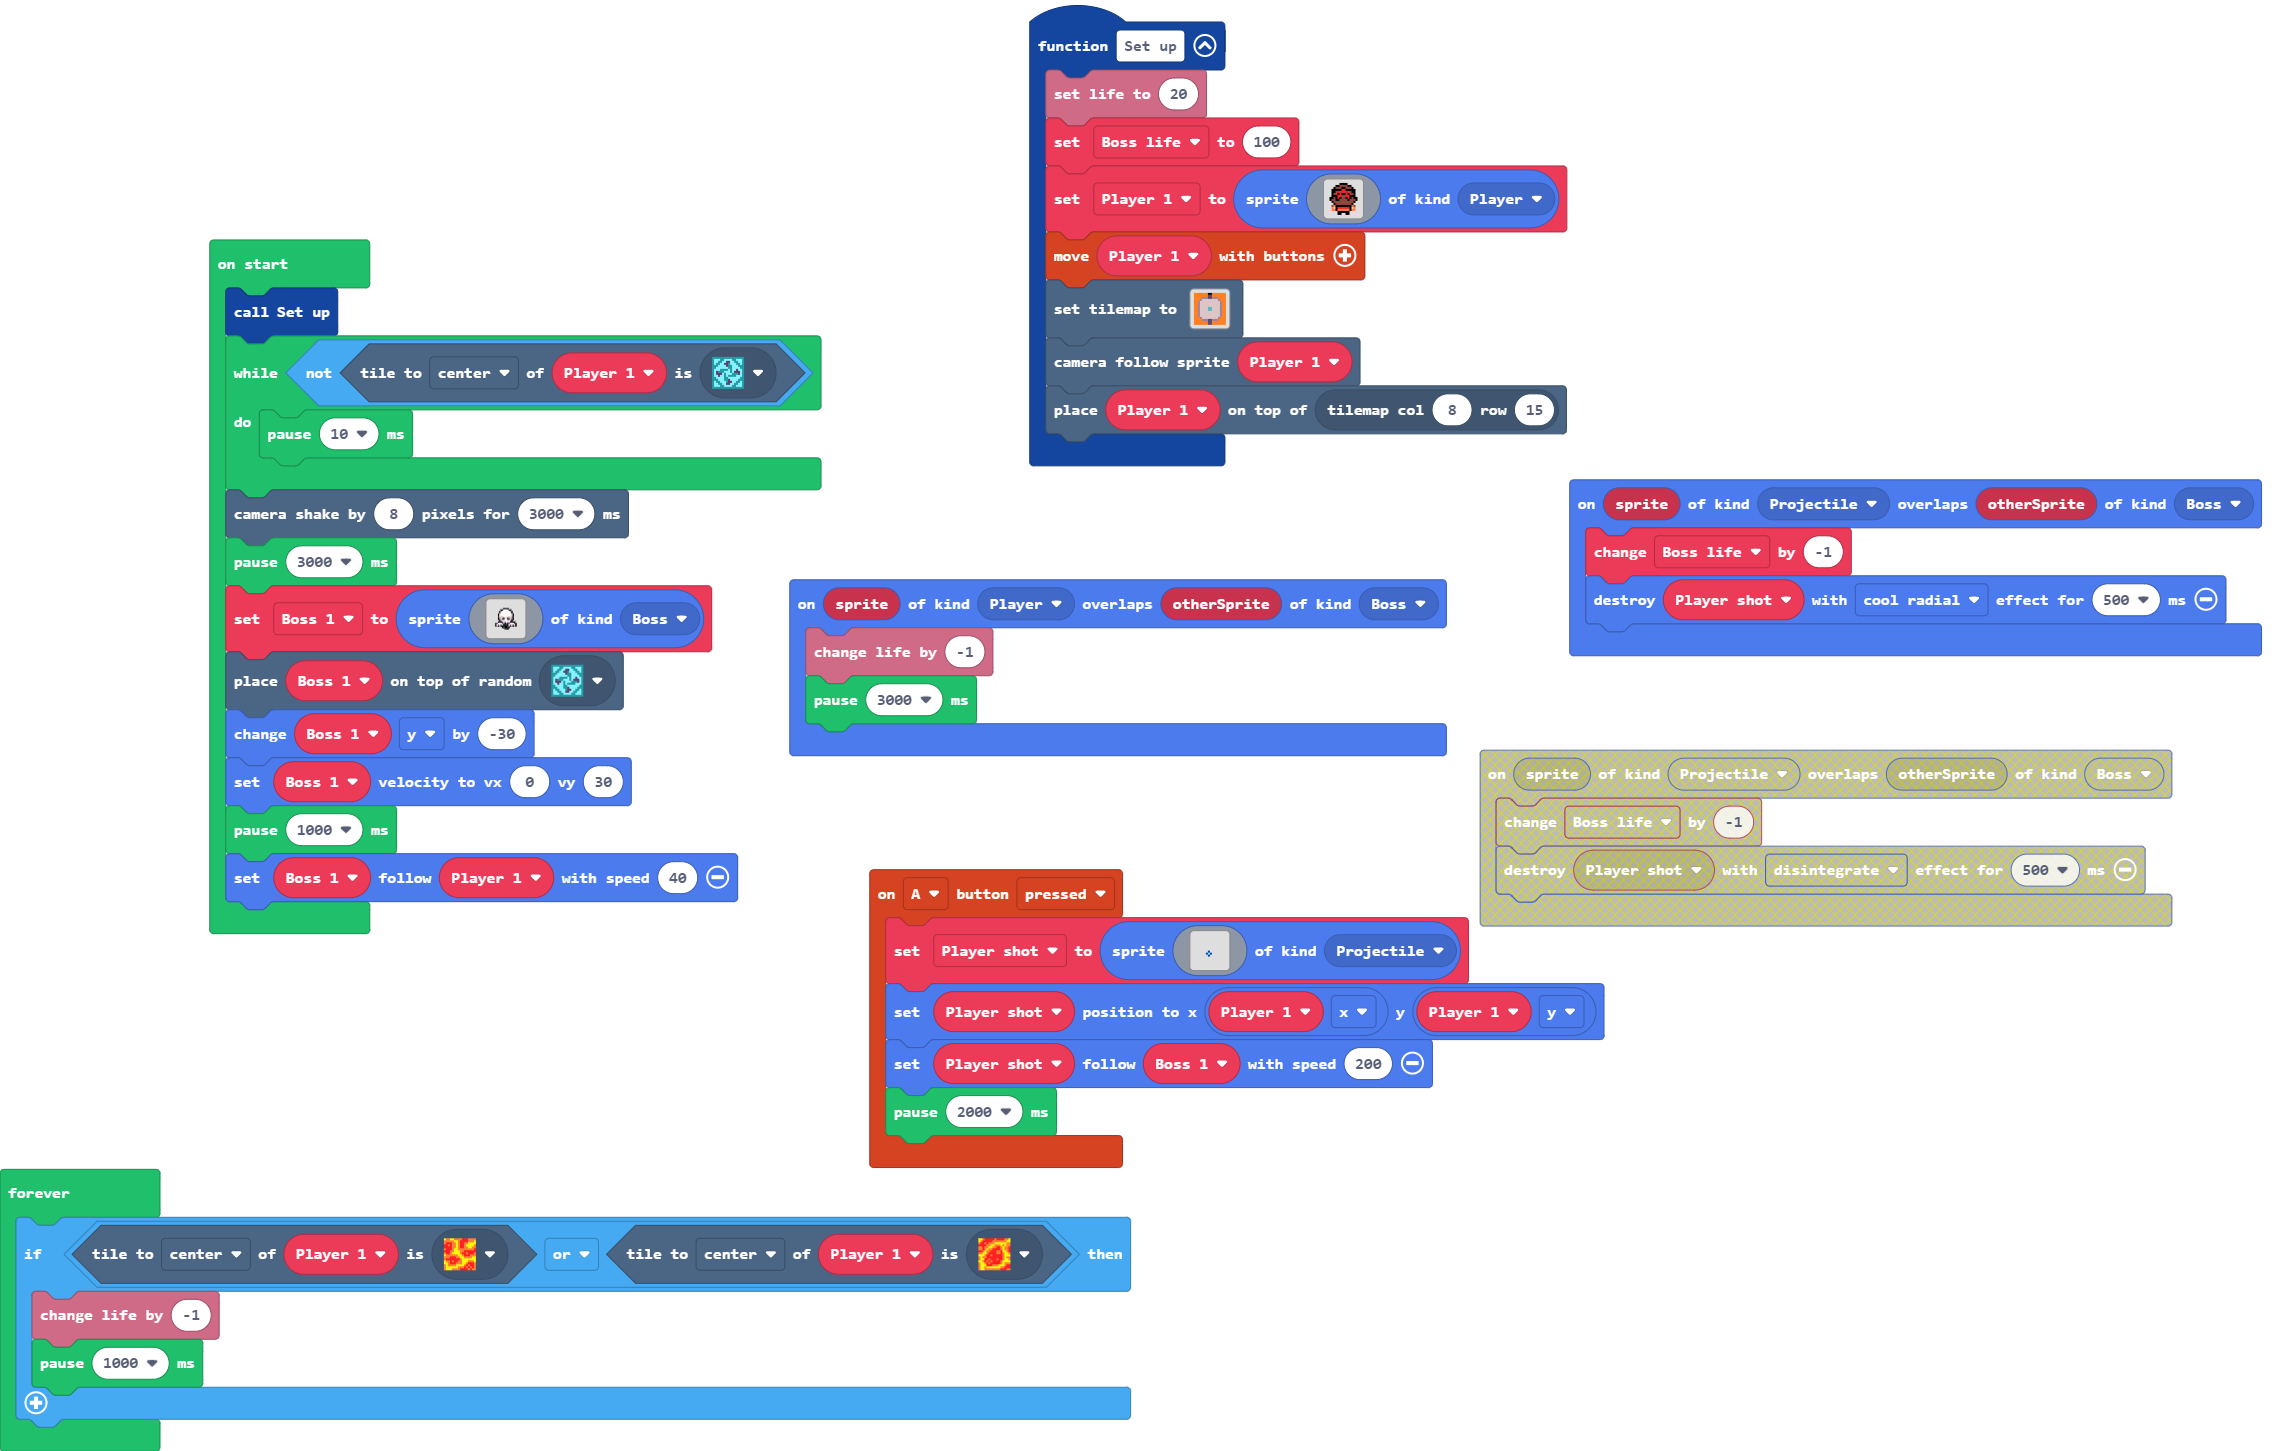 function Set up
set life to 20
set Boss life to 100
set Player 1 to sprite of kind Player
move Player 1 with buttons
set tilemap to
camera follow sprite Player 1
place Player 1 on top of tilemap col 8 row 15
on start
call Set up
while not tile to center of Player 1 is
do
pause 10 ms
camera shake by 8 pixels for 3000 ms
pause 3000 ms
set Boss 1 to sprite of kind Boss
place Boss 1 on top of random
change Boss 1 y by -30
set Boss 1 velocity to vx 0 vy 30
pause 1000 ms
set Boss 1 follow Player 1 with speed 40
on sprite of kind Projectile overlaps otherSprite of kind Boss
change Boss life by -1
destroy Player shot with cool radial effect for 500 ms
on sprite of kind Player overlaps otherSprite of kind Boss
change life by -1
pause 3000 ms
on sprite of kind Projectile overlaps otherSprite of kind Boss
change Boss life by -1
destroy Player shot with disintegrate effect for 500 ms
on A button pressed
set Player shot to sprite of kind Projectile
set Player shot position to x Player 1 x y Player 1 y
set Player shot follow Boss 1 with speed 200
pause 2000 ms
forever
if tile to center of Player 1 is or tile to center of Player 1 is then
change life by -1
pause 1000 ms